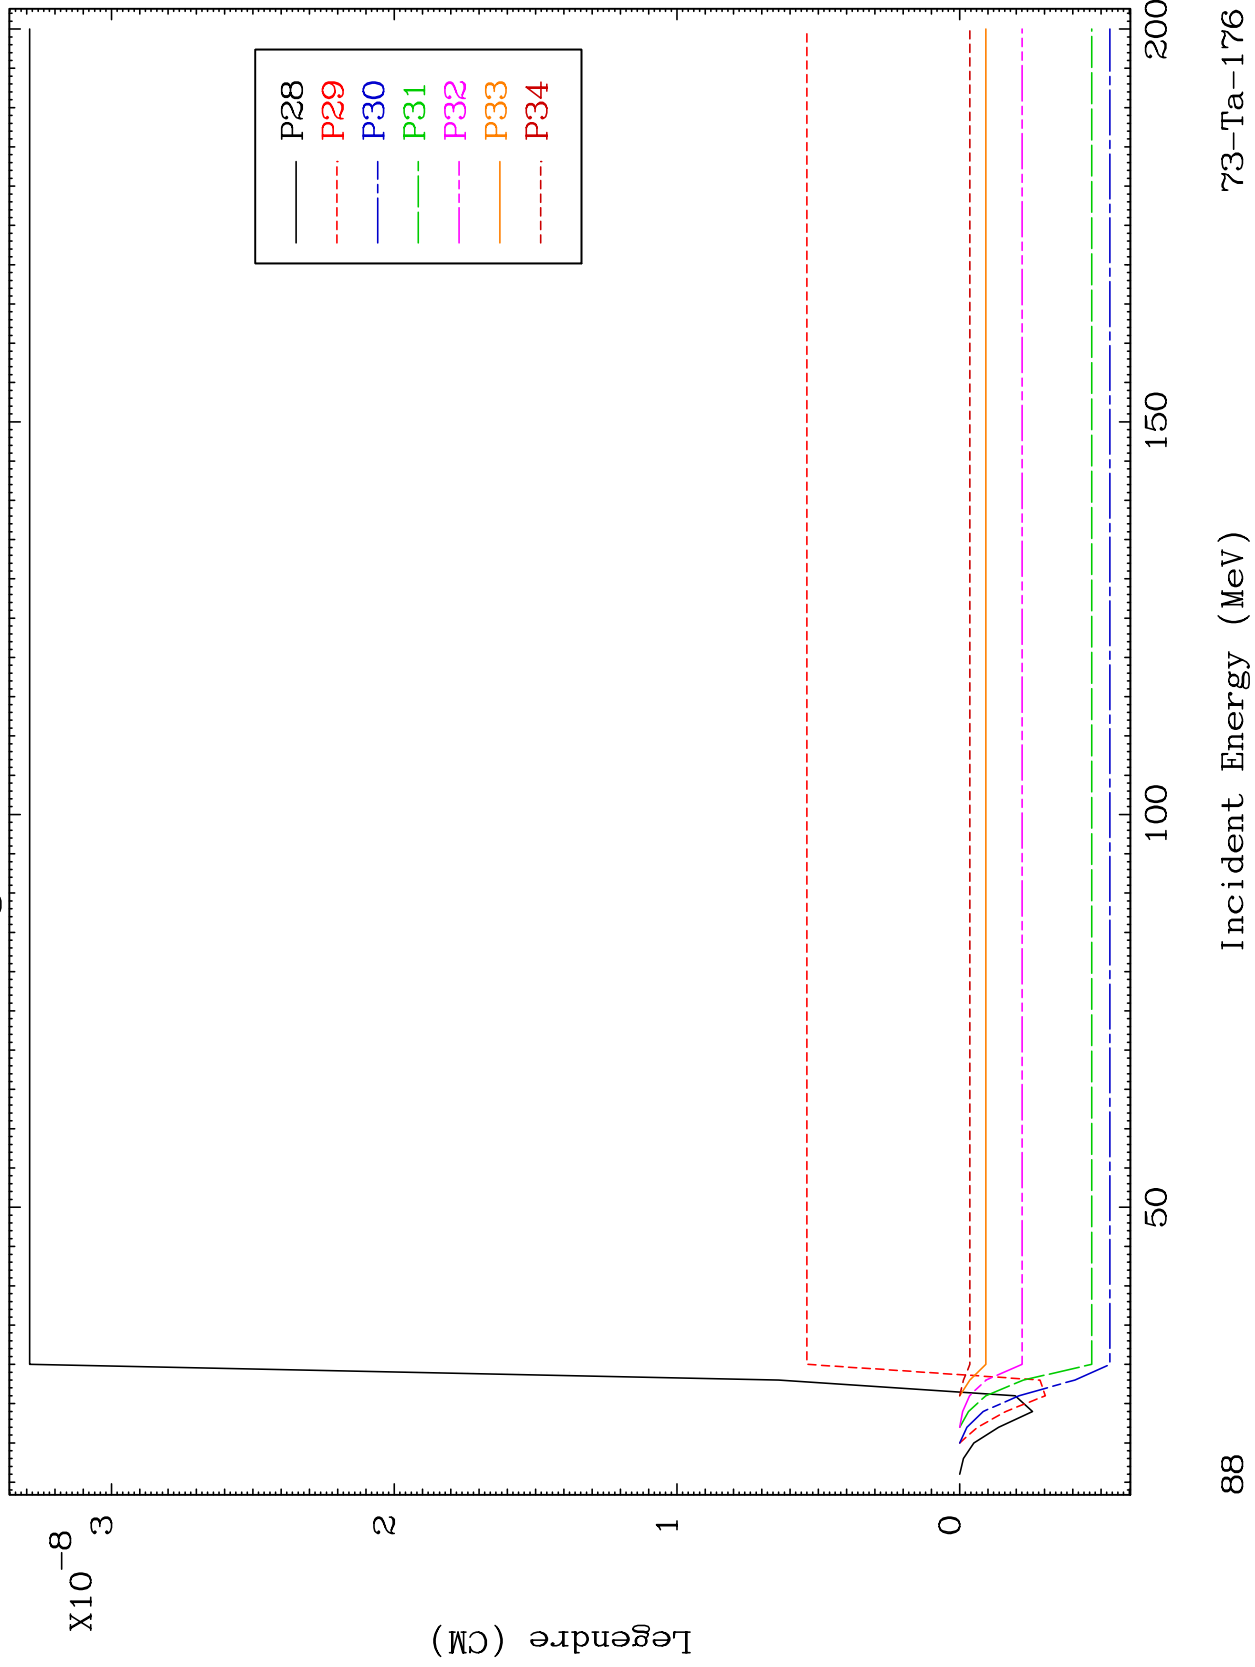 X10-8
3
2
1
0
Legendre (CM)
P28
P29
P30
P31
P32
P33
P34
50
100
150
200
88
Incident Energy (MeV)
73-Ta-176